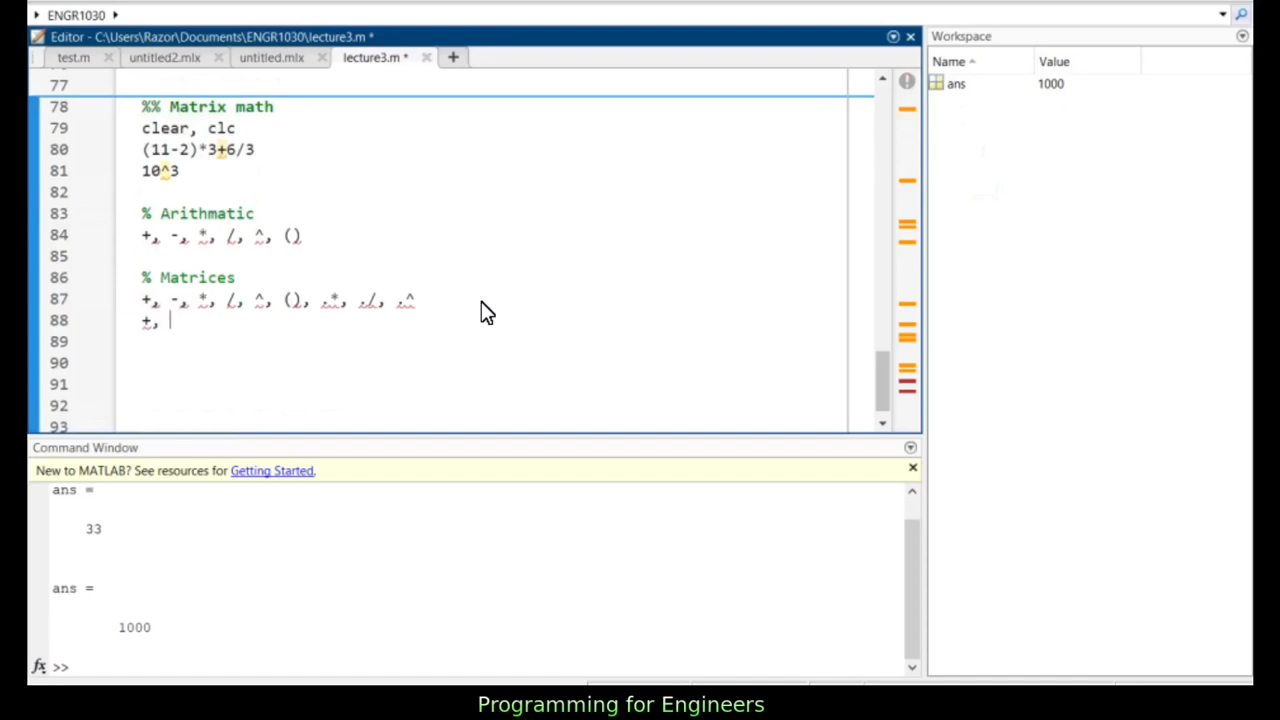 ENGR1030
Editor - C:\Users\Razor\Documents\ENGR1030\lecture3.m *
test.m untitled2.mlx untitled.mlx lecture3.m *
77
78 %% Matrix math
79 clear, clc
80 (11-2)*3+6/3
81 10^3
82
83 % Arithmatic
84 +, -, *, /, ^, ()
85
86 % Matrices
87 +, -, *, /, ^, (), .*, ./, .^
88 +,
89
90
91
92
93
Command Window
New to MATLAB? See resources for Getting Started.
ans =
33
ans =
1000
fx >>
Workspace
Name Value
ans 1000
Programming for Engineers